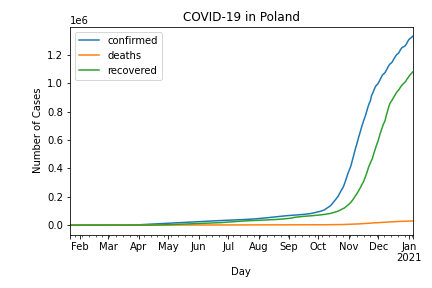 COVID-19 in Poland
1e6
confirmed
deaths
recovered
1.2
1.0
0.8
0.6
0.4
0.2
0.0
Number of Cases
Feb Mar Apr May Jun Jul Aug Sep Oct Nov Dec Jan
2021
Day